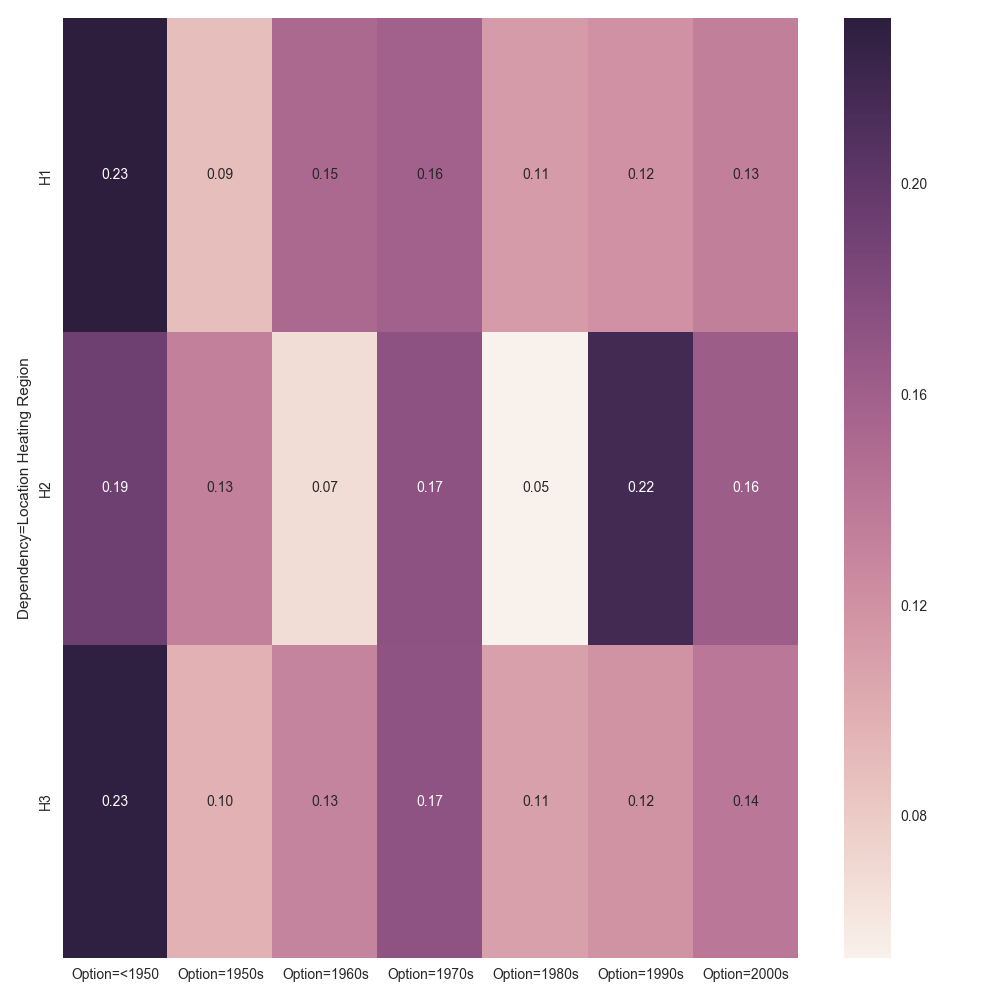 H1
0.23 0.09 0.15 0.16 0.11 0.12 0.13
Dependency=Location Heating Region
H2
0.19 0.13 0.07 0.17 0.05 0.22 0.16
H3
0.23 0.10 0.13 0.17 0.11 0.12 0.14
Option=<1950 Option=1950s Option=1960s Option=1970s Option=1980s Option=1990s Option=2000s
0.20
0.16
0.12
0.08